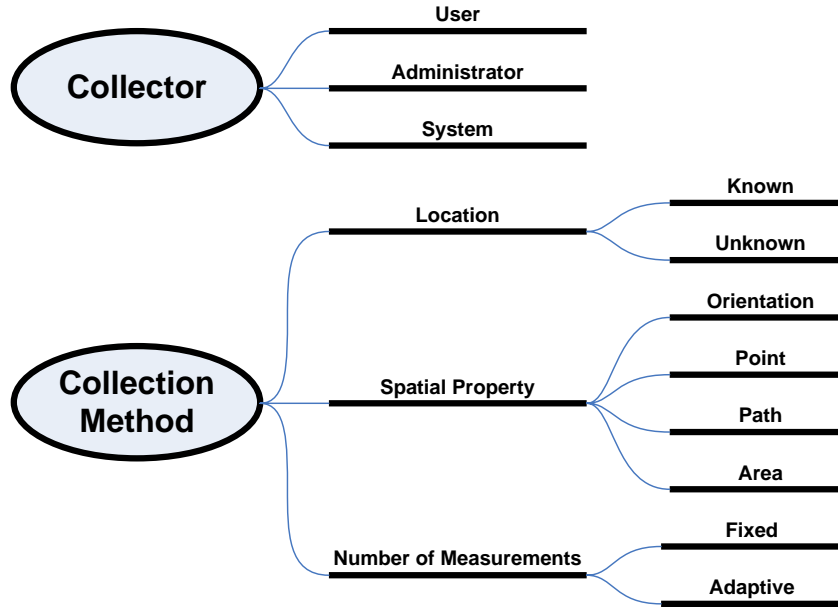 Collector
User
Administrator
System
Collection
Method
Location
Known
Unknown
Spatial Property
Orientation
Point
Path
Area
Number of Measurements
Fixed
Adaptive